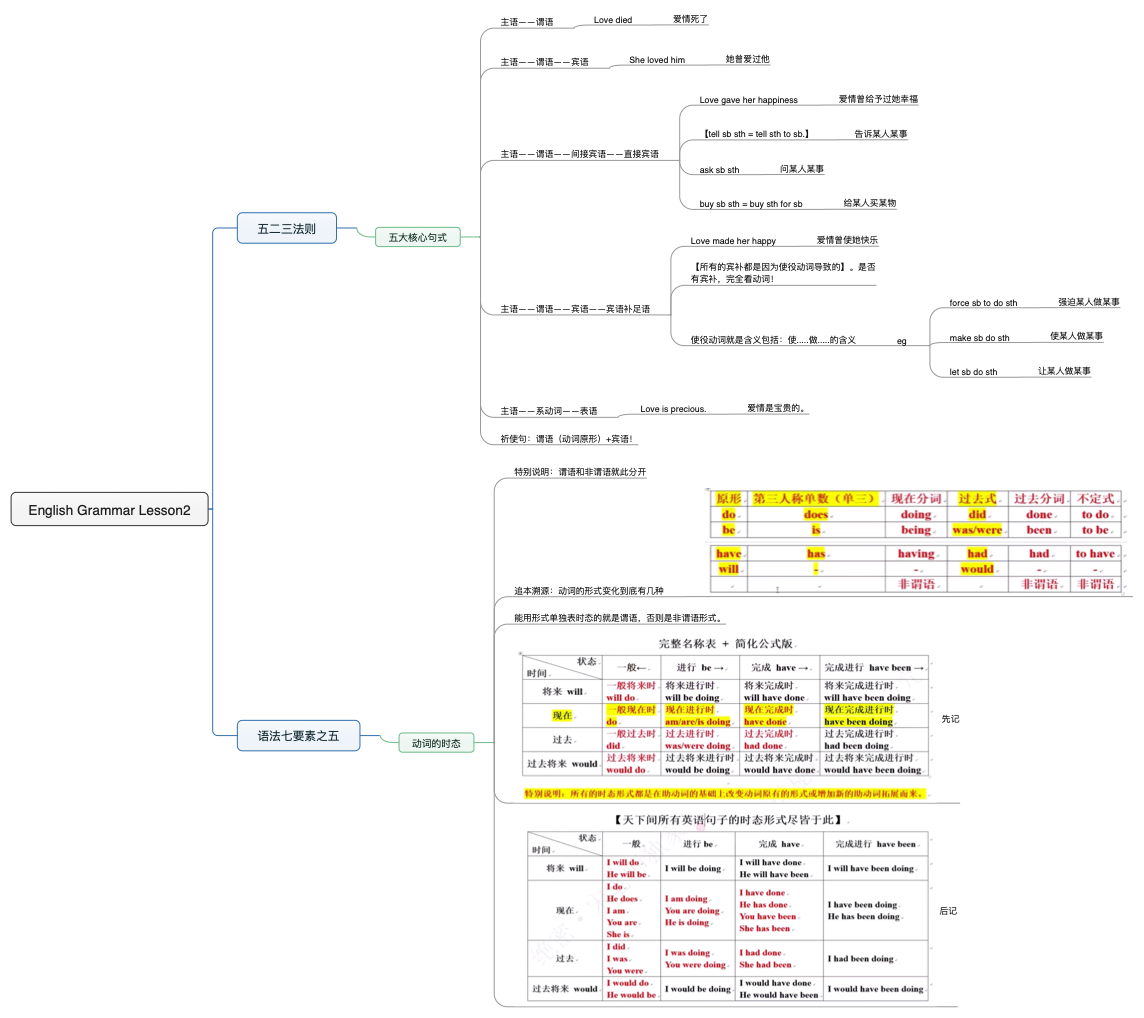 English Grammar Lesson2
五二三法则
五大核心句式
主语——谓语 Love died 爱情死了
主语——谓语——宾语 She loved him 她曾爱过他
主语——谓语——间接宾语——直接宾语
Love gave her happiness 爱情曾给予过她幸福
【tell sb sth = tell sth to sb.】 告诉某人某事
ask sb sth 问某人某事
buy sb sth = buy sth for sb 给某人买某物
主语——谓语——宾语——宾语补足语
Love made her happy 爱情曾使她快乐
【所有的宾补都是因为使役动词导致的】。是否
有宾补，完全看动词！
使役动词就是含义包括：使.....做.....的含义 eg
force sb to do sth 强迫某人做某事
make sb do sth 使某人做某事
let sb do sth 让某人做某事
主语——系动词——表语 Love is precious. 爱情是宝贵的。
祈使句：谓语（动词原形）+宾语！
语法七要素之五
动词的时态
特别说明：谓语和非谓语就此分开
追本溯源：动词的形式变化到底有几种
原形 第三人称单数（单三） 现在分词 过去式 过去分词 不定式
do does doing did done to do
be is being was/were been to be
have has having had had to have
will - - would - -
非谓语 非谓语 非谓语
能用形式单独表时态的就是谓语，否则是非谓语形式。
完整名称表 + 简化公式版
状态
时间
一般← 进行 be → 完成 have → 完成进行 have been →
将来 will
一般将来时 将来进行时 将来完成时 将来完成进行时
will do will be doing will have done will have been doing
现在
一般现在时 现在进行时 现在完成时 现在完成进行时
do am/are/is doing have done have been doing
过去
一般过去时 过去进行时 过去完成时 过去完成进行时
did was/were doing had done had been doing
过去将来 would
过去将来时 过去将来进行时 过去将来完成时 过去将来完成进行时
would do would be doing would have done would have been doing
特别说明：所有的时态形式都是在助动词的基础上改变动词原有的形式或增加新的助动词拓展而来。
先记
【天下间所有英语句子的时态形式尽皆于此】
状态
时间
一般 进行 be 完成 have 完成进行 have been
将来 will
I will do
He will be
I will be doing
I will have done
He will have been
I will have been doing
现在
I do
He does
I am
You are
She is
I am doing
You are doing
He is doing
I have done
He has done
You have been
She has been
I have been doing
He has been doing
过去
I did
I was
You were
I was doing
You were doing
I had done
She had been
I had been doing
过去将来 would
I would do
He would be
I would be doing
I would have done
He would have been
I would have been doing
后记